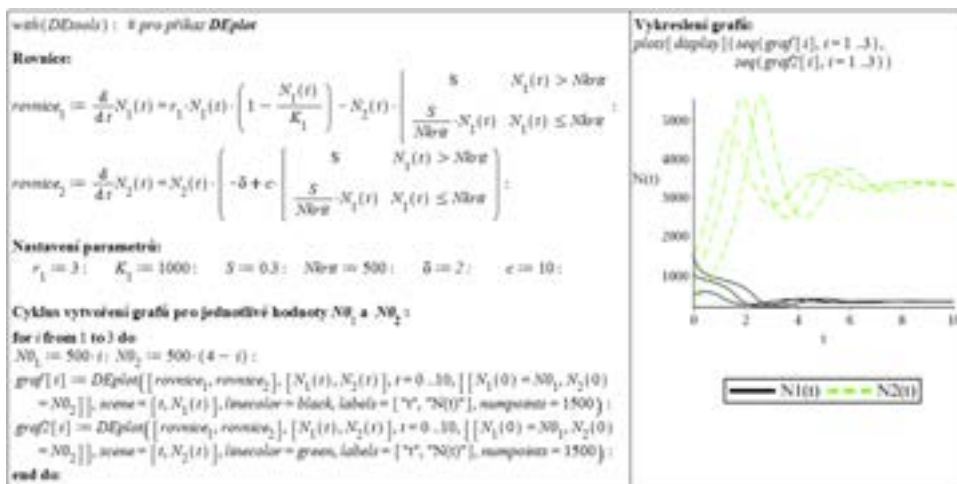 with(DEtools): # pro příkaz DEplot
Rovnice:
rovnice₁ := d/dt N₁(t) = r₁·N₁(t)·(1 − N₁(t)/K₁) − N₂(t)·{ S N₁(t) > Nkrit
S/Nkrit·N₁(t) N₁(t) ≤ Nkrit :
rovnice₂ := d/dt N₂(t) = N₂(t)·(−δ + e·{ S N₁(t) > Nkrit
S/Nkrit·N₁(t) N₁(t) ≤ Nkrit ) :
Nastavení parametrů:
r₁ := 3: K₁ := 1000: S := 0.3: Nkrit := 500: δ := 2: e := 10:
Cyklus vytvoření grafů pro jednotlivé hodnoty N0₁ a N0₂:
for i from 1 to 3 do
N0₁ := 500·i: N0₂ := 500·(4 − i):
graf[i] := DEplot([rovnice₁, rovnice₂], [N₁(t), N₂(t)], t=0..10, [[N₁(0)=N0₁, N₂(0)
=N0₂]], scene=[t, N₁(t)], linecolor=black, labels=["t", "N(t)"], numpoints=1500):
graf2[i] := DEplot([rovnice₁, rovnice₂], [N₁(t), N₂(t)], t=0..10, [[N₁(0)=N0₁, N₂(0)
=N0₂]], scene=[t, N₂(t)], linecolor=green, labels=["t", "N(t)"], numpoints=1500):
end do:
Vykreslení grafů:
plots[display](seq(graf[i], i=1..3),
seq(graf2[i], i=1..3))
5000
4000
N(t)
3000
2000
1000
0 2 4 6 8 10
t
N1(t) N2(t)